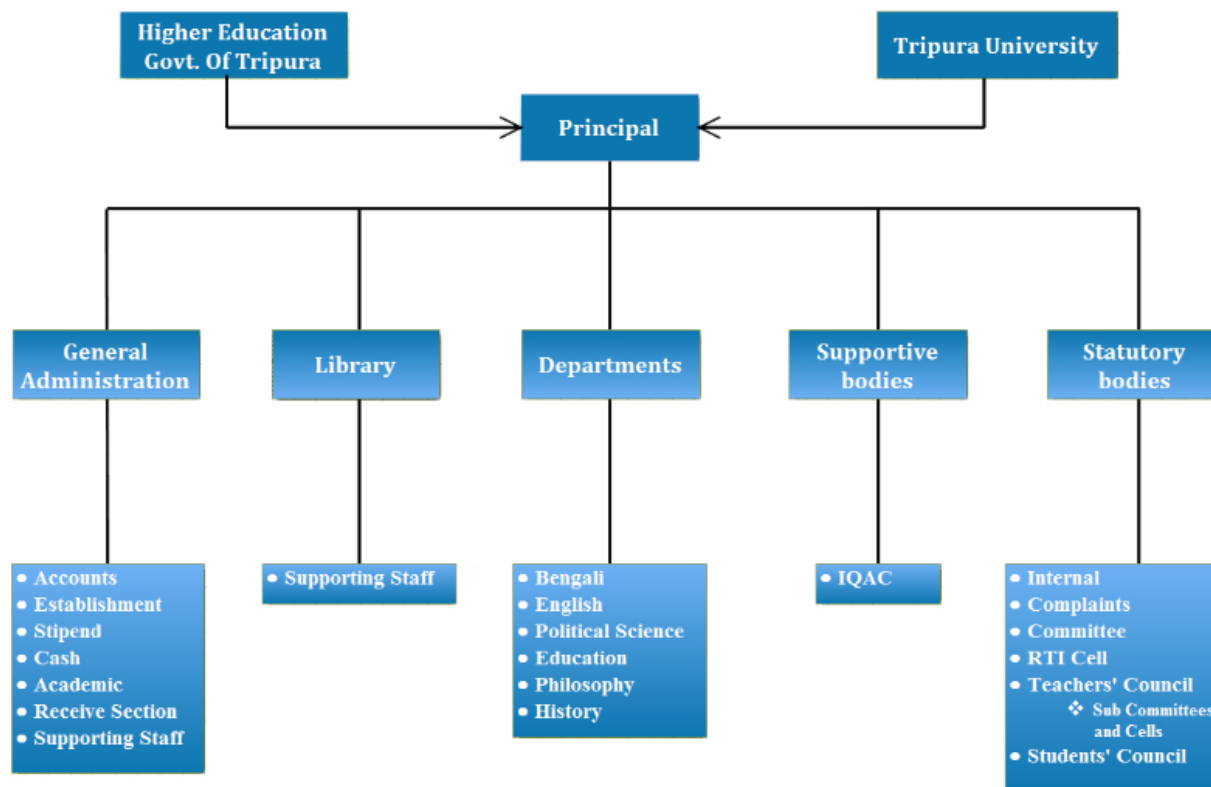 Higher Education
Govt. Of Tripura
Tripura University
Principal
General
Administration
Library
Departments
Supportive
bodies
Statutory
bodies
• Accounts
• Establishment
• Stipend
• Cash
• Academic
• Receive Section
• Supporting Staff
• Supporting Staff
• Bengali
• English
• Political Science
• Education
• Philosophy
• History
• IQAC
• Internal
• Complaints
• Committee
• RTI Cell
• Teachers' Council
❖ Sub Committees
and Cells
• Students' Council